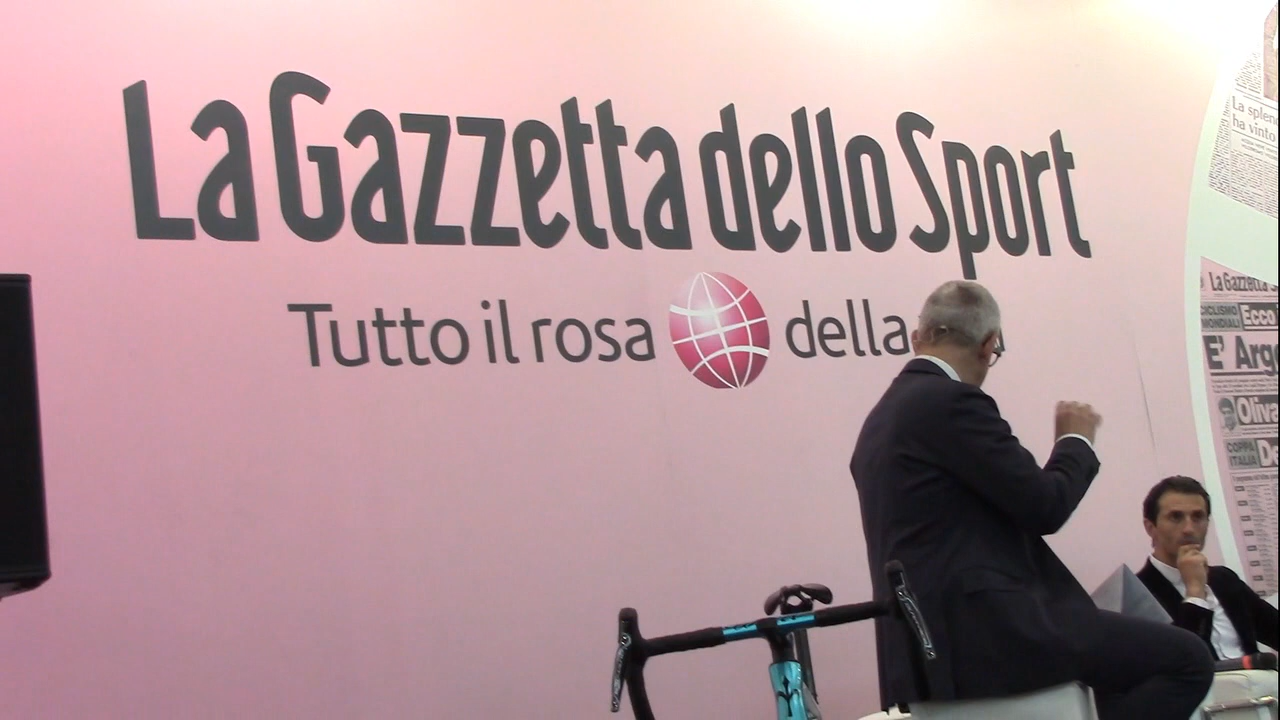 La Gazzetta dello Sport
Tutto il rosa della
La splen
ha vinto
La Gazzetta S
CICLISMO
MONDIALI
Ecco
E' Arg
Oliva
COPPA
ITALIA
De